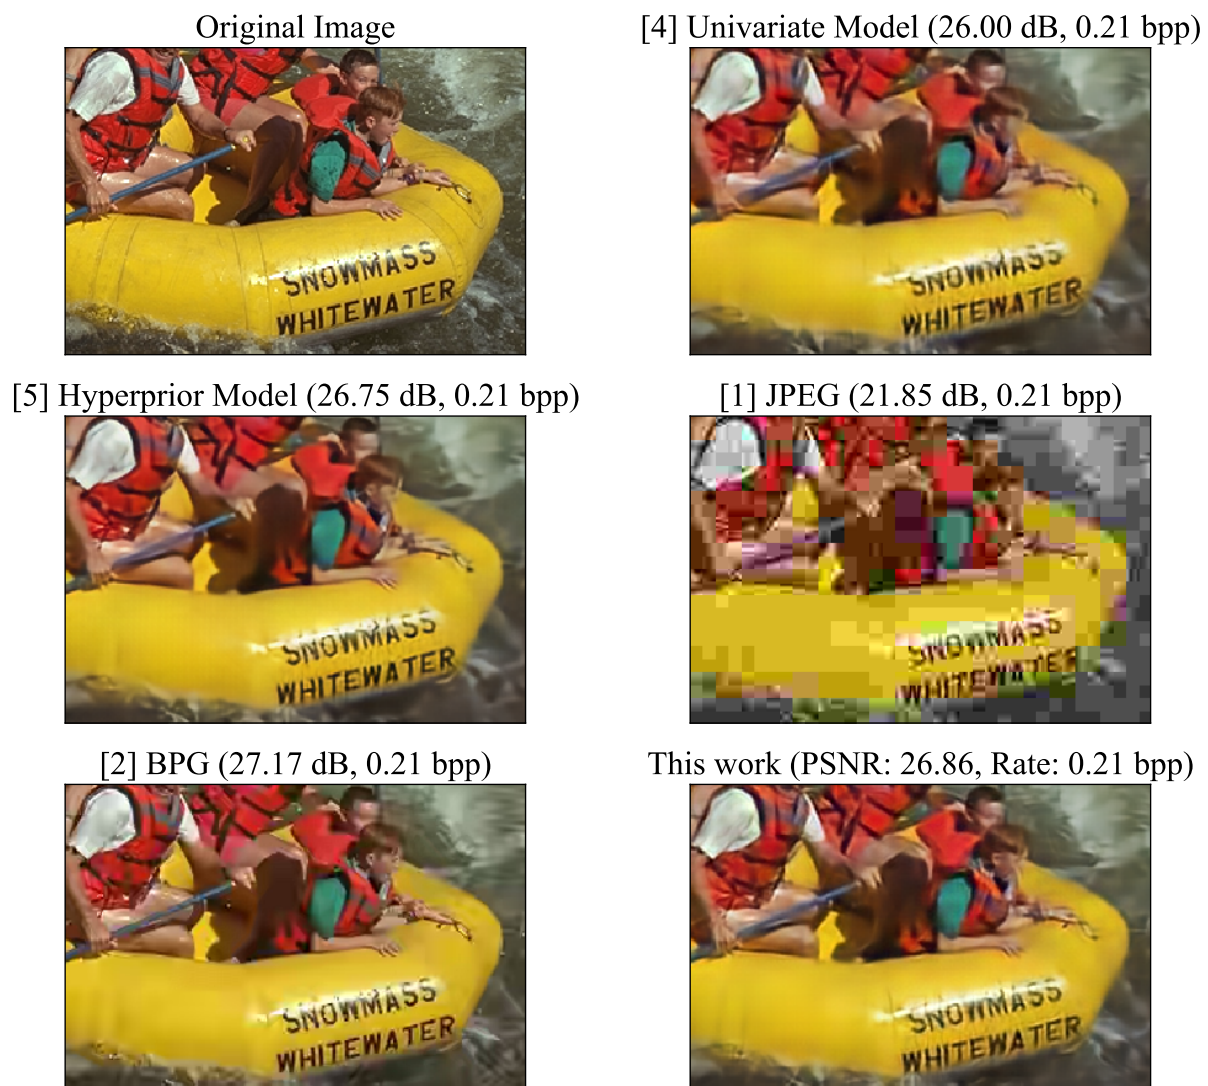 Original Image
[4] Univariate Model (26.00 dB, 0.21 bpp)
SNOWMASS
WHITEWATER
SNOWMASS
WHITEWATER
[5] Hyperprior Model (26.75 dB, 0.21 bpp)
[1] JPEG (21.85 dB, 0.21 bpp)
SNOWMASS
WHITEWATER
SNOWMASS
WHITEWATER
[2] BPG (27.17 dB, 0.21 bpp)
This work (PSNR: 26.86, Rate: 0.21 bpp)
SNOWMASS
WHITEWATER
SNOWMASS
WHITEWATER